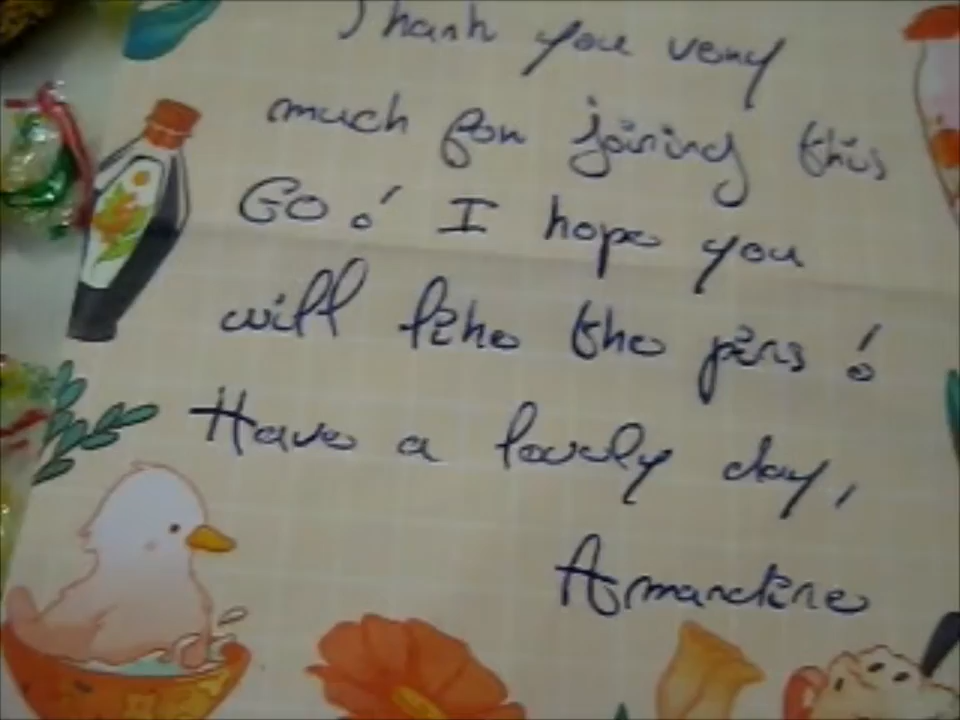 Thank you very
much for joining this
GO! I hope you
will like the pins!
Have a lovely day,
Amandine